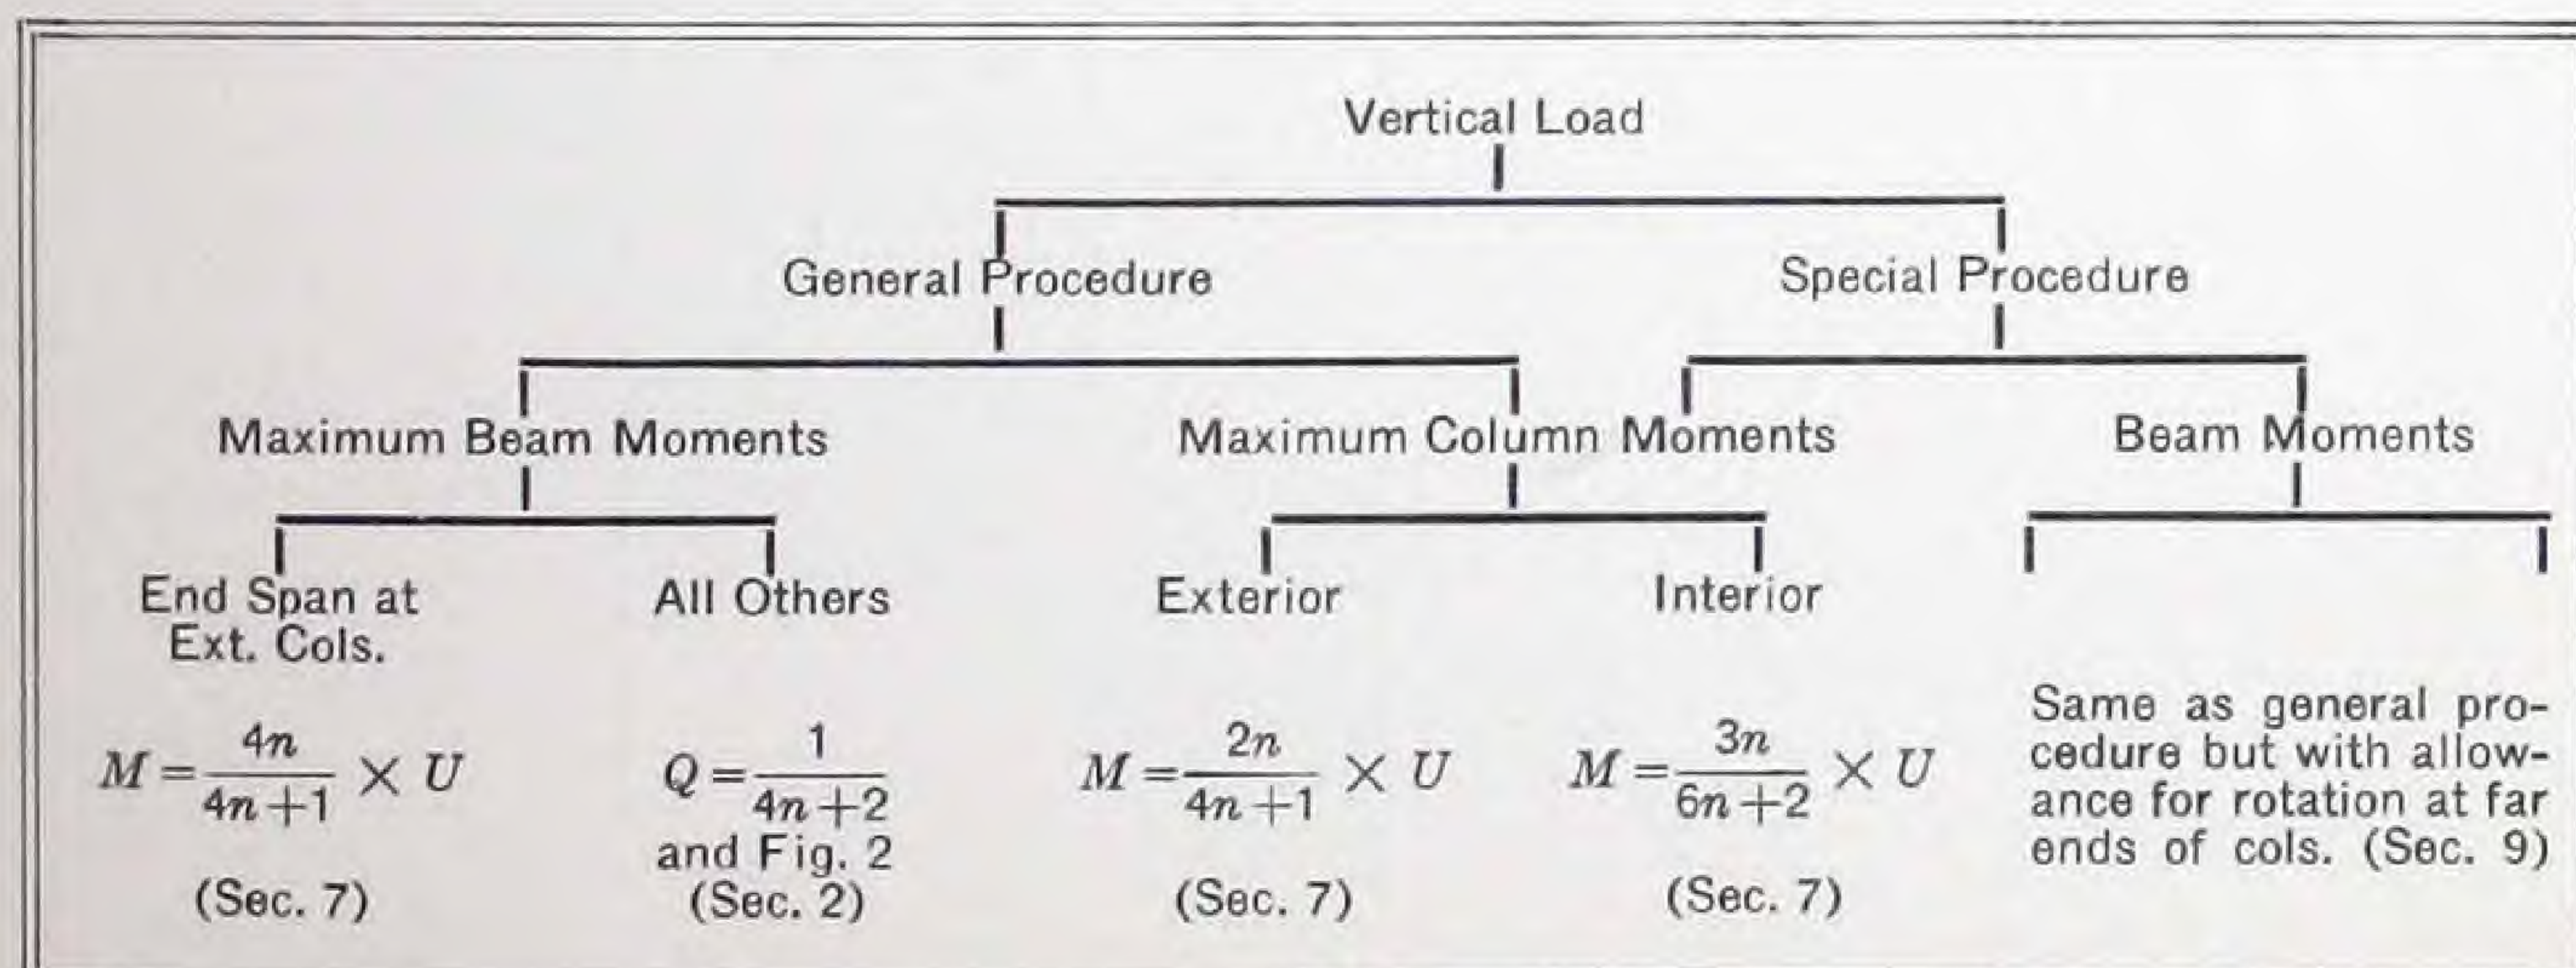 Vertical Load
General Procedure
Special Procedure
Maximum Beam Moments
Maximum Column Moments
Beam Moments
End Span at
Ext. Cols.
All Others
Exterior
Interior
M = 4n/(4n+1) × U
(Sec. 7)
Q = 1/(4n+2)
and Fig. 2
(Sec. 2)
M = 2n/(4n+1) × U
(Sec. 7)
M = 3n/(6n+2) × U
(Sec. 7)
Same as general pro-
cedure but with allow-
ance for rotation at far
ends of cols. (Sec. 9)